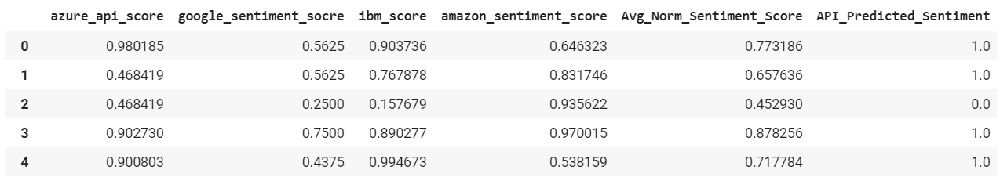 azure_api_score google_sentiment_socre ibm_score amazon_sentiment_score Avg_Norm_Sentiment_Score API_Predicted_Sentiment
0 0.980185 0.5625 0.903736 0.646323 0.773186 1.0
1 0.468419 0.5625 0.767878 0.831746 0.657636 1.0
2 0.468419 0.2500 0.157679 0.935622 0.452930 0.0
3 0.902730 0.7500 0.890277 0.970015 0.878256 1.0
4 0.900803 0.4375 0.994673 0.538159 0.717784 1.0